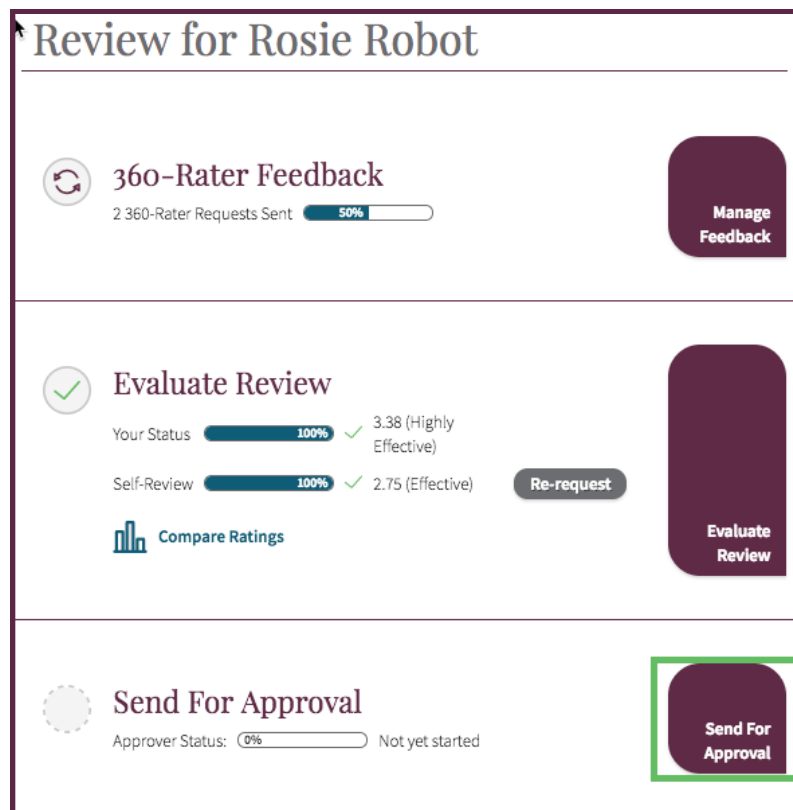 Review for Rosie Robot
360-Rater Feedback
2 360-Rater Requests Sent 50%
Manage
Feedback
Evaluate Review
Your Status 100% 3.38 (Highly
Effective)
Self-Review 100% 2.75 (Effective) Re-request
Compare Ratings
Evaluate
Review
Send For Approval
Approver Status: 0% Not yet started
Send For
Approval